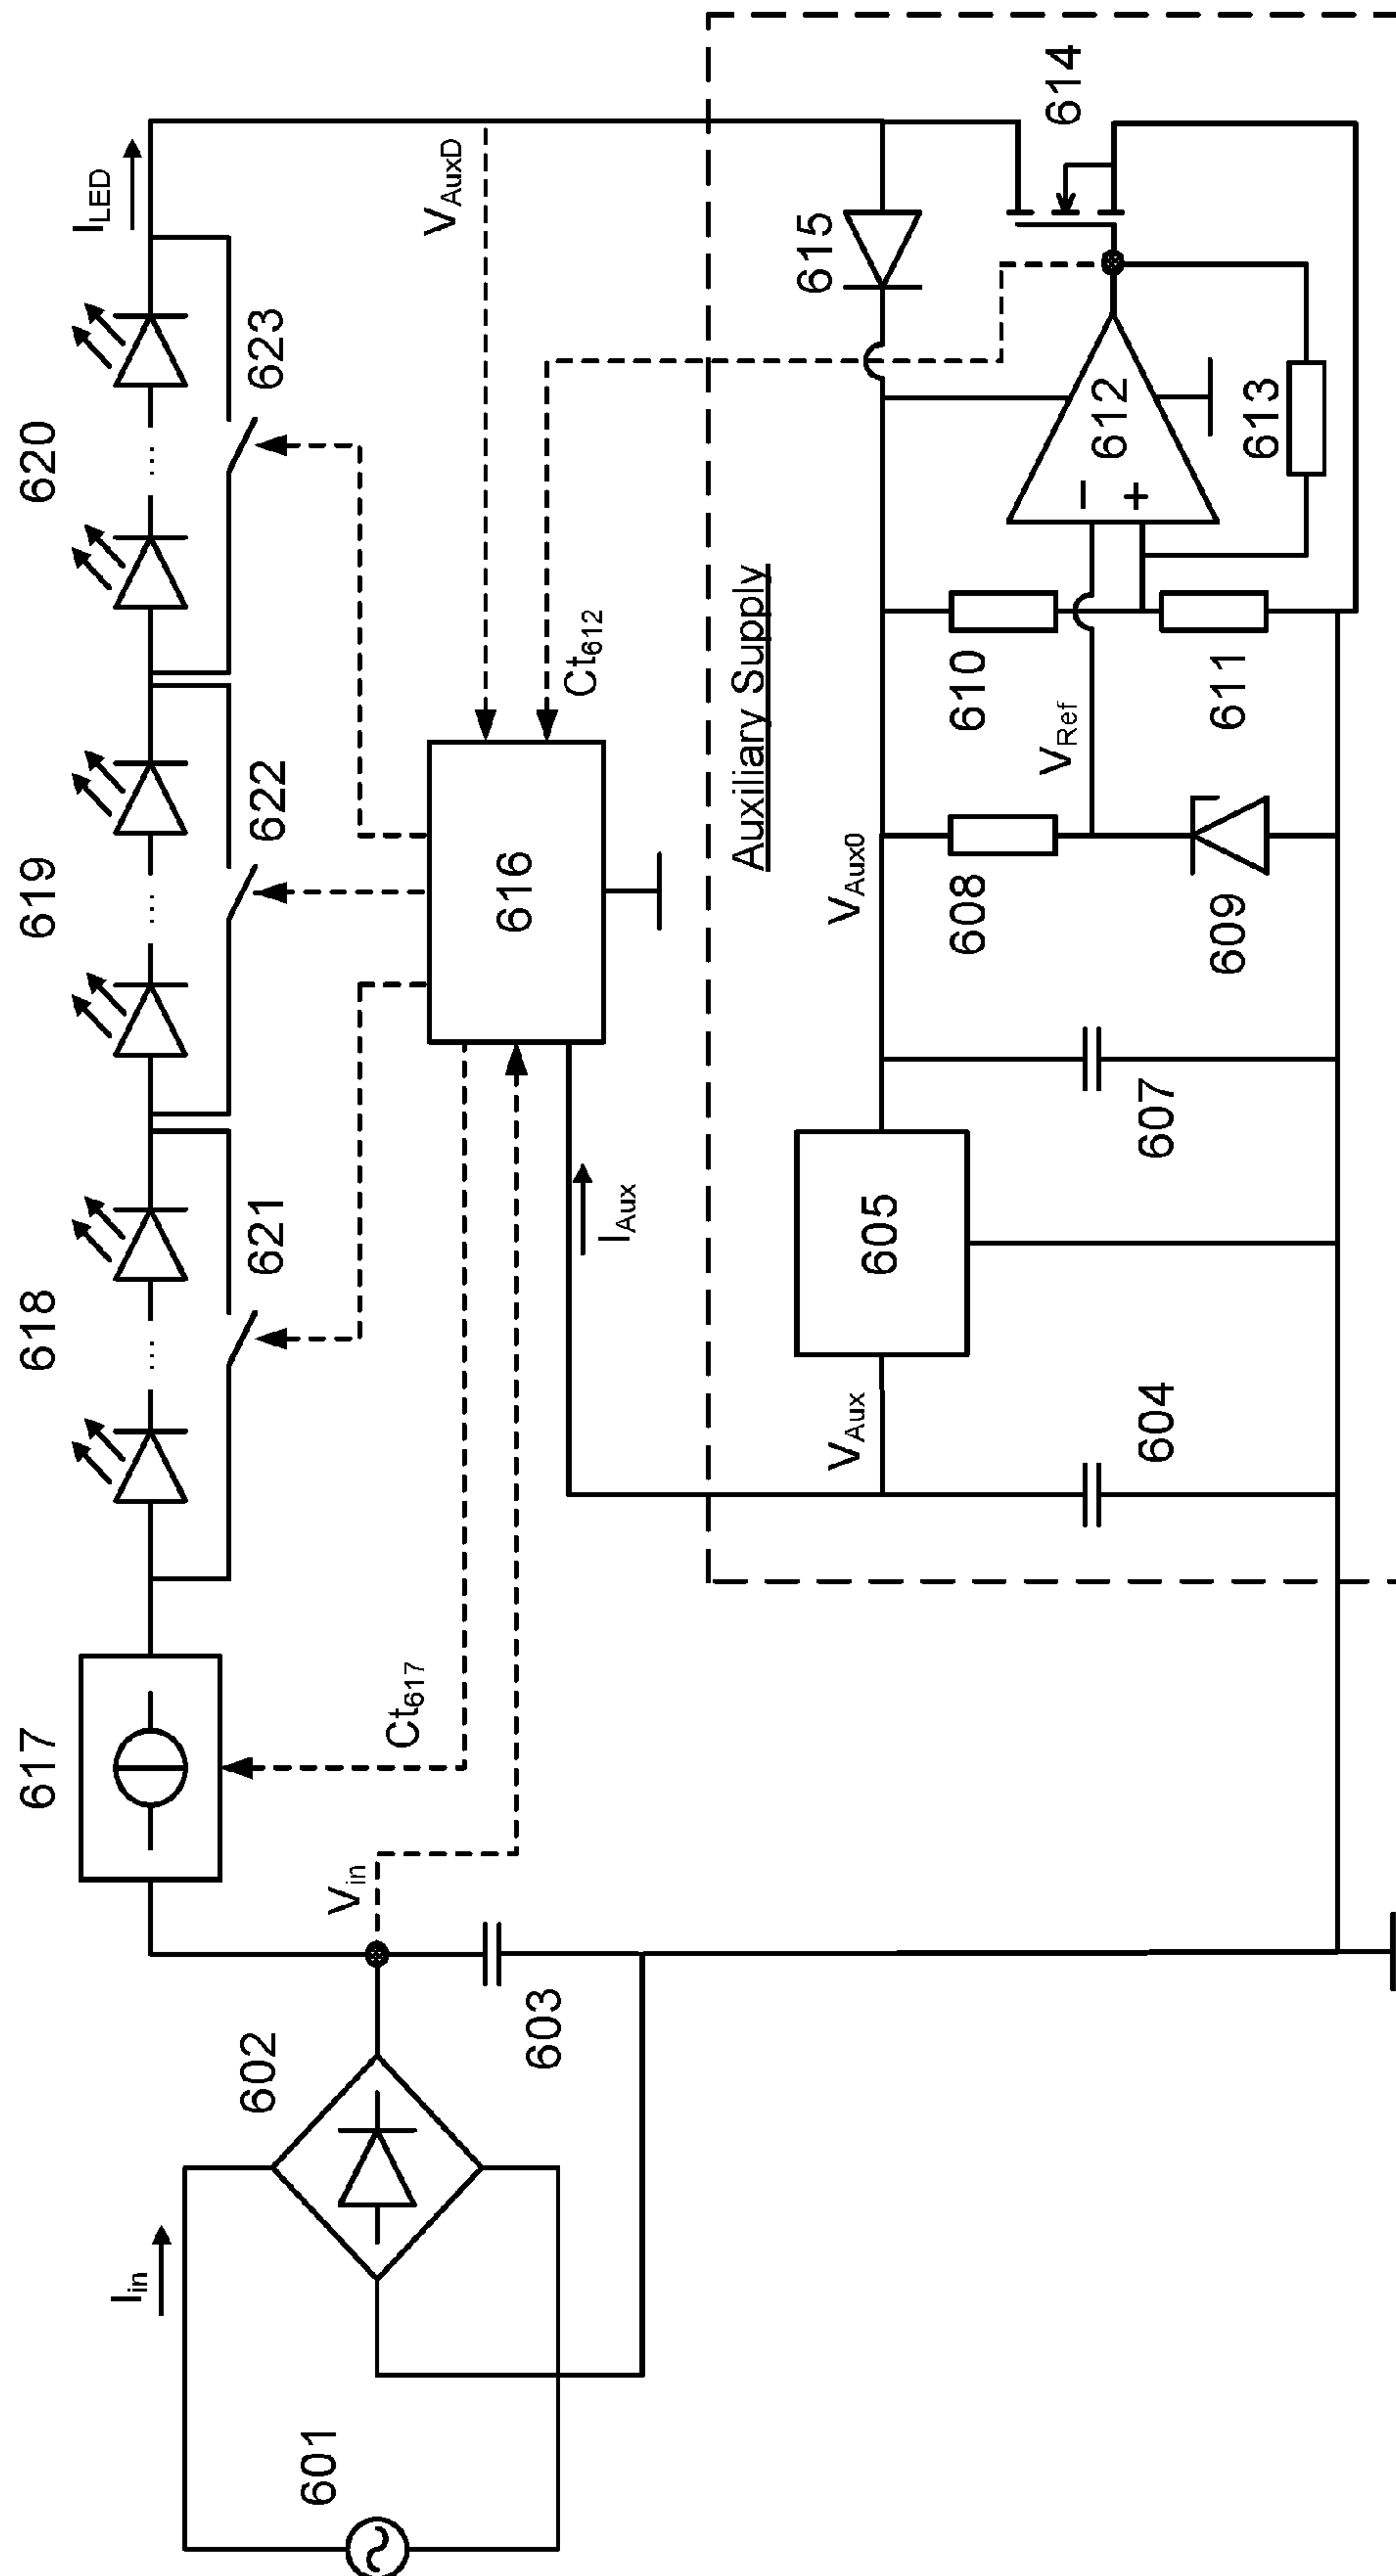 617
618
619
620
I_LED
621
622
623
I_in
602
V_in
Ct_617
V_AuxD
601
603
616
Ct_612
I_Aux
Auxiliary Supply
V_Aux
605
V_Aux0
615
614
604
607
608
609
V_Ref
610
611
−
+
612
613